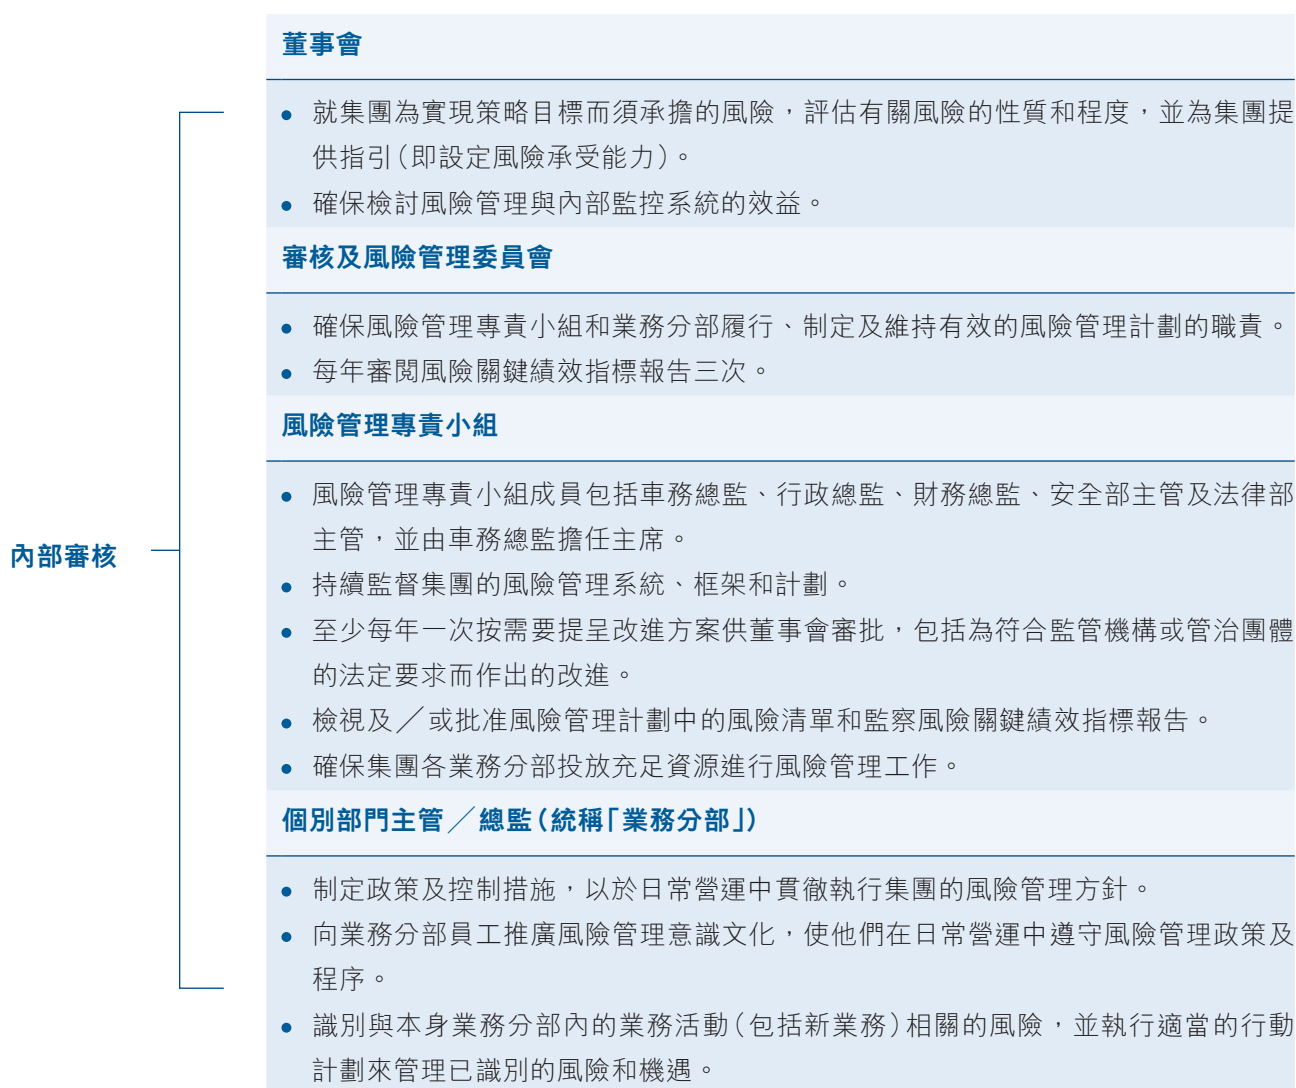 董事會
● 就集團為實現策略目標而須承擔的風險，評估有關風險的性質和程度，並為集團提
供指引(即設定風險承受能力)。
● 確保檢討風險管理與內部監控系統的效益。
審核及風險管理委員會
● 確保風險管理專責小組和業務分部履行、制定及維持有效的風險管理計劃的職責。
● 每年審閱風險關鍵績效指標報告三次。
風險管理專責小組
● 風險管理專責小組成員包括車務總監、行政總監、財務總監、安全部主管及法律部
主管，並由車務總監擔任主席。
內部審核
● 持續監督集團的風險管理系統、框架和計劃。
● 至少每年一次按需要提呈改進方案供董事會審批，包括為符合監管機構或管治團體
的法定要求而作出的改進。
● 檢視及／或批准風險管理計劃中的風險清單和監察風險關鍵績效指標報告。
● 確保集團各業務分部投放充足資源進行風險管理工作。
個別部門主管／總監(統稱「業務分部」)
● 制定政策及控制措施，以於日常營運中貫徹執行集團的風險管理方針。
● 向業務分部員工推廣風險管理意識文化，使他們在日常營運中遵守風險管理政策及
程序。
● 識別與本身業務分部內的業務活動(包括新業務)相關的風險，並執行適當的行動
計劃來管理已識別的風險和機遇。